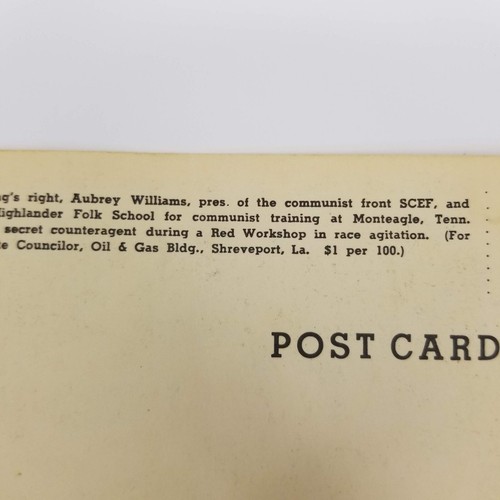 g's right, Aubrey Williams, pres. of the communist front SCEF, and
Highlander Folk School for communist training at Monteagle, Tenn.
secret counteragent during a Red Workshop in race agitation. (For
e Councilor, Oil & Gas Bldg., Shreveport, La. $1 per 100.)
POST CARD